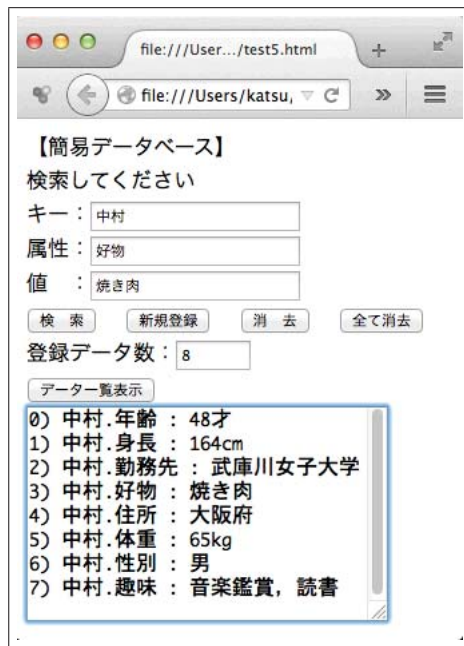 file:///User.../test5.html
file:///Users/katsu,
【簡易データベース】
検索してください
キー：中村
属性：好物
値　：焼き肉
検　索 新規登録 消　去 全て消去
登録データ数：8
データ一覧表示
0) 中村.年齢 : 48才
1) 中村.身長 : 164cm
2) 中村.勤務先 : 武庫川女子大学
3) 中村.好物 : 焼き肉
4) 中村.住所 : 大阪府
5) 中村.体重 : 65kg
6) 中村.性別 : 男
7) 中村.趣味 : 音楽鑑賞，読書